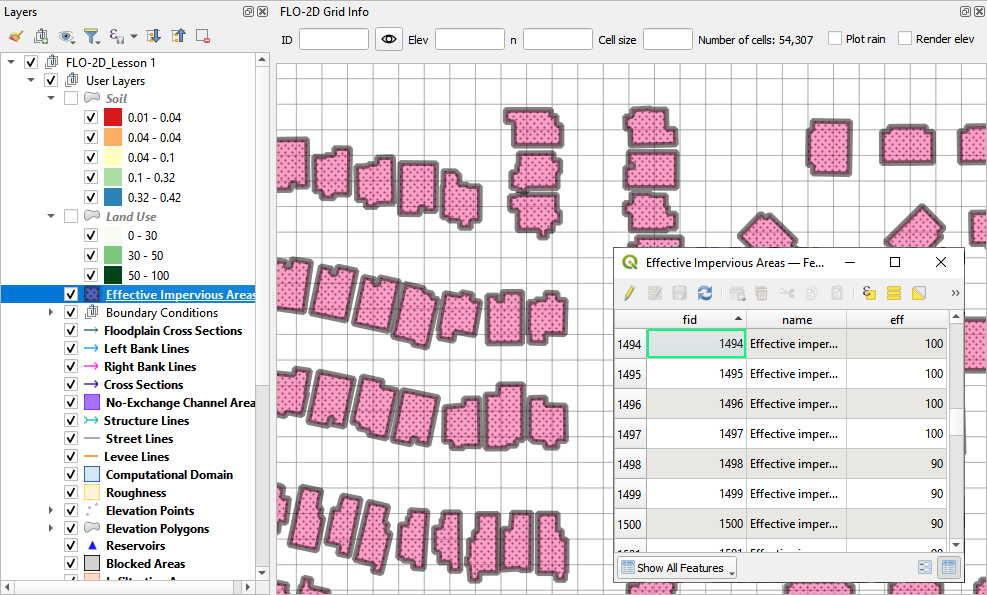 Layers
FLO-2D Grid Info
ID
Elev
n
Cell size
Number of cells: 54,307
Plot rain
Render elev
FLO-2D_Lesson 1
User Layers
Soil
0.01 - 0.04
0.04 - 0.04
0.04 - 0.1
0.1 - 0.32
0.32 - 0.42
Land Use
0 - 30
30 - 50
50 - 100
Effective Impervious Areas
Boundary Conditions
Floodplain Cross Sections
Left Bank Lines
Right Bank Lines
Cross Sections
No-Exchange Channel Area
Structure Lines
Street Lines
Levee Lines
Computational Domain
Roughness
Elevation Points
Elevation Polygons
Reservoirs
Blocked Areas
Effective Impervious Areas — Fe...
fid name eff
1494 1494 Effective imper... 100
1495 1495 Effective imper... 100
1496 1496 Effective imper... 100
1497 1497 Effective imper... 100
1498 1498 Effective imper... 90
1499 1499 Effective imper... 90
1500 1500 Effective imper... 90
Show All Features